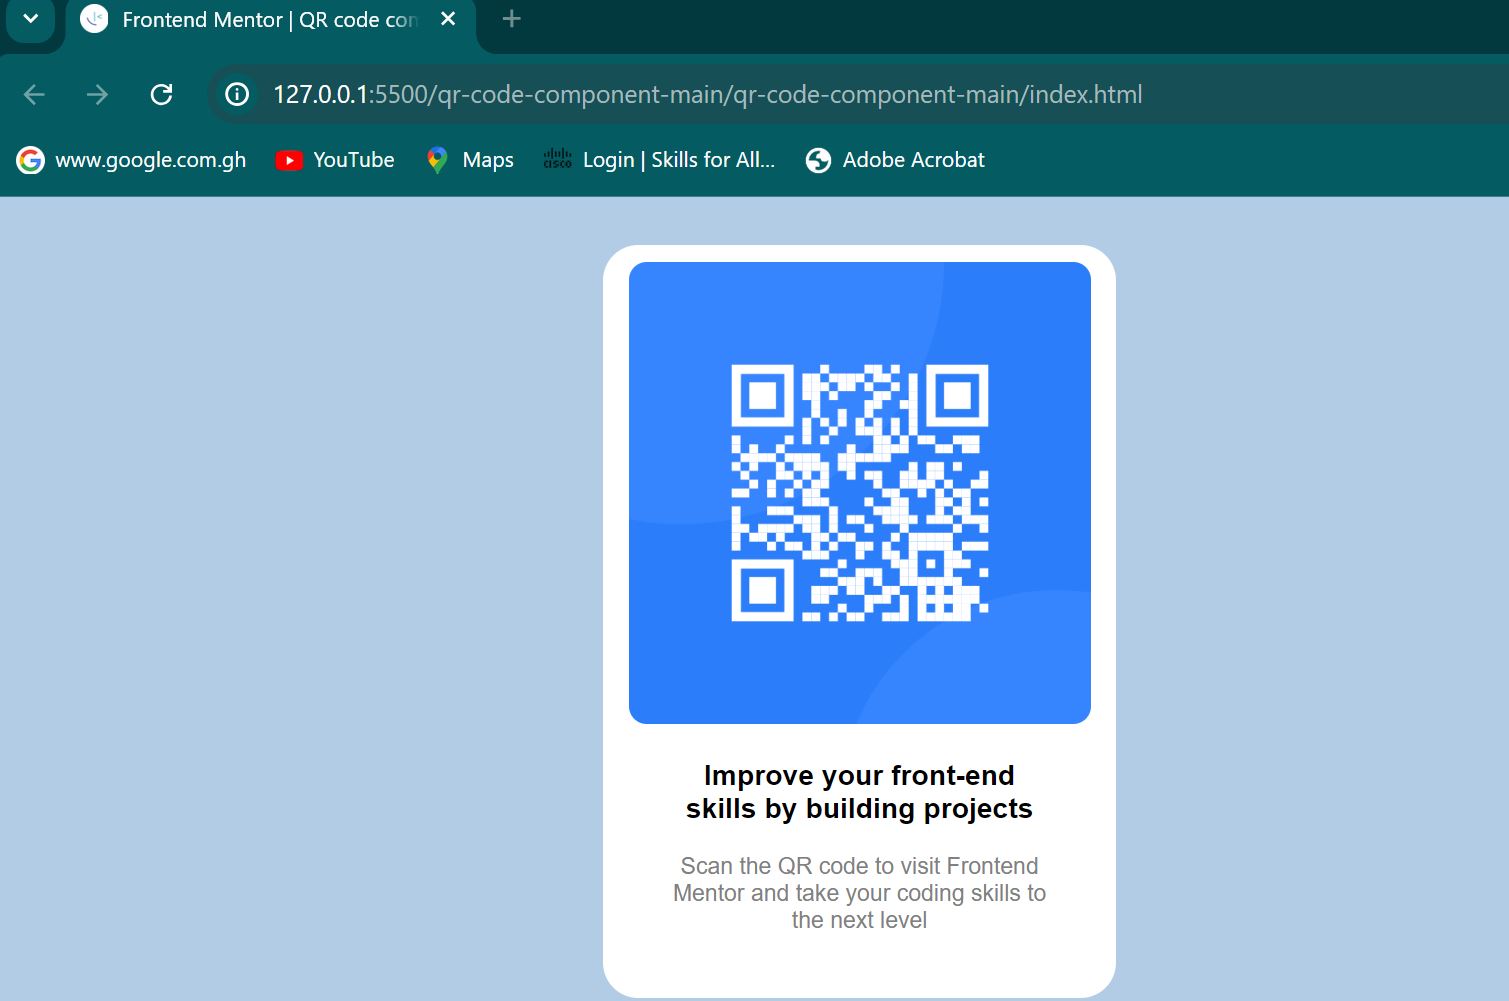 Frontend Mentor | QR code con
127.0.0.1:5500/qr-code-component-main/qr-code-component-main/index.html
www.google.com.gh YouTube Maps cisco Login | Skills for All... Adobe Acrobat
Improve your front-end
skills by building projects
Scan the QR code to visit Frontend
Mentor and take your coding skills to
the next level